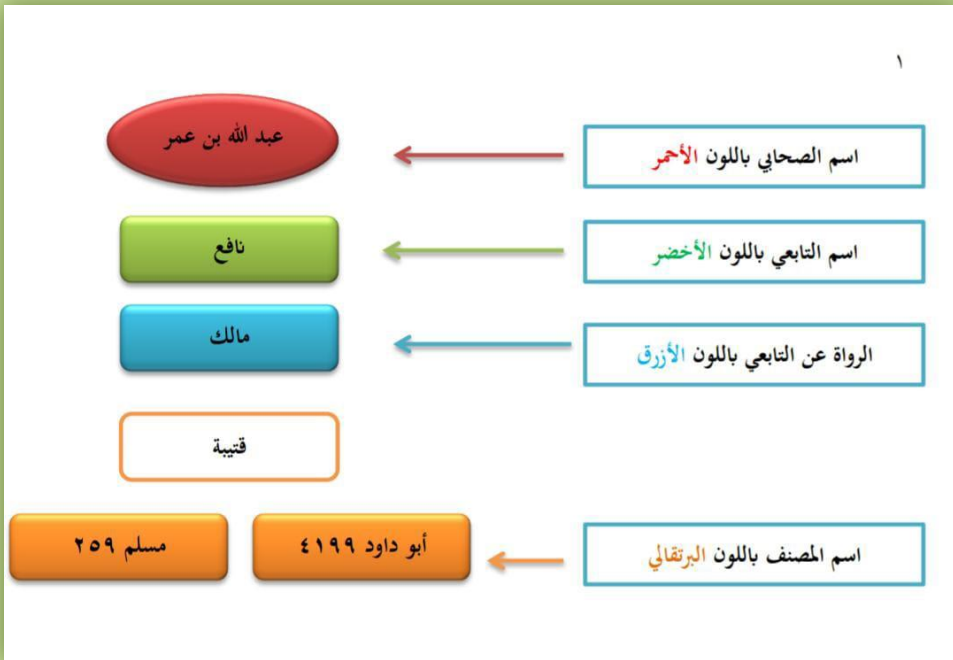 ١
اسم الصحابي باللون الأحمر
عبد الله بن عمر
اسم التابعي باللون الأخضر
نافع
الرواة عن التابعي باللون الأزرق
مالك
قتيبة
اسم المصنف باللون البرتقالي
أبو داود ٤١٩٩
مسلم ٢٥٩